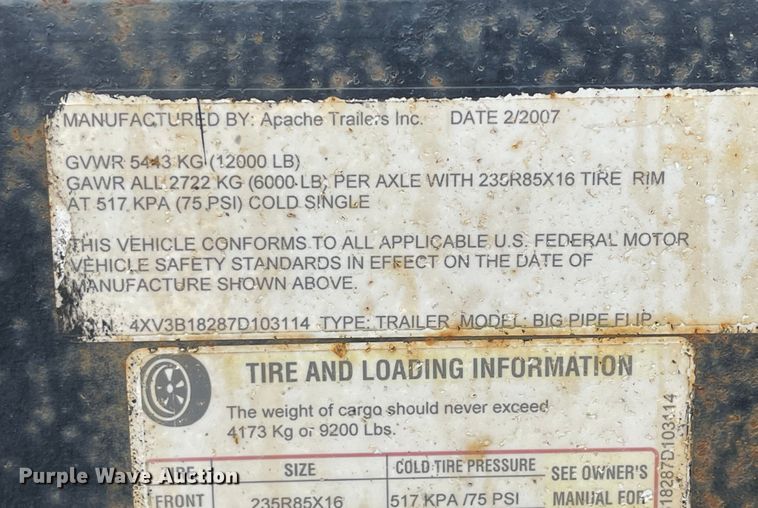 MANUFACTURED BY: Apache Trailers Inc. DATE 2/2007
GVWR 5443 KG (12000 LB)
GAWR ALL 2722 KG (6000 LB) PER AXLE WITH 235R85X16 TIRE RIM
AT 517 KPA (75 PSI) COLD SINGLE
THIS VEHICLE CONFORMS TO ALL APPLICABLE U.S. FEDERAL MOTOR
VEHICLE SAFETY STANDARDS IN EFFECT ON THE DATE OF
MANUFACTURE SHOWN ABOVE.
4XV3B18287D103114 TYPE: TRAILER MODEL: BIG PIPE FLIP
TIRE AND LOADING INFORMATION
The weight of cargo should never exceed
4173 Kg or 9200 Lbs.
TIRE SIZE COLD TIRE PRESSURE SEE OWNER'S
FRONT 235R85X16 517 KPA /75 PSI MANUAL FOR
18287D103114
Purple Wave Auction